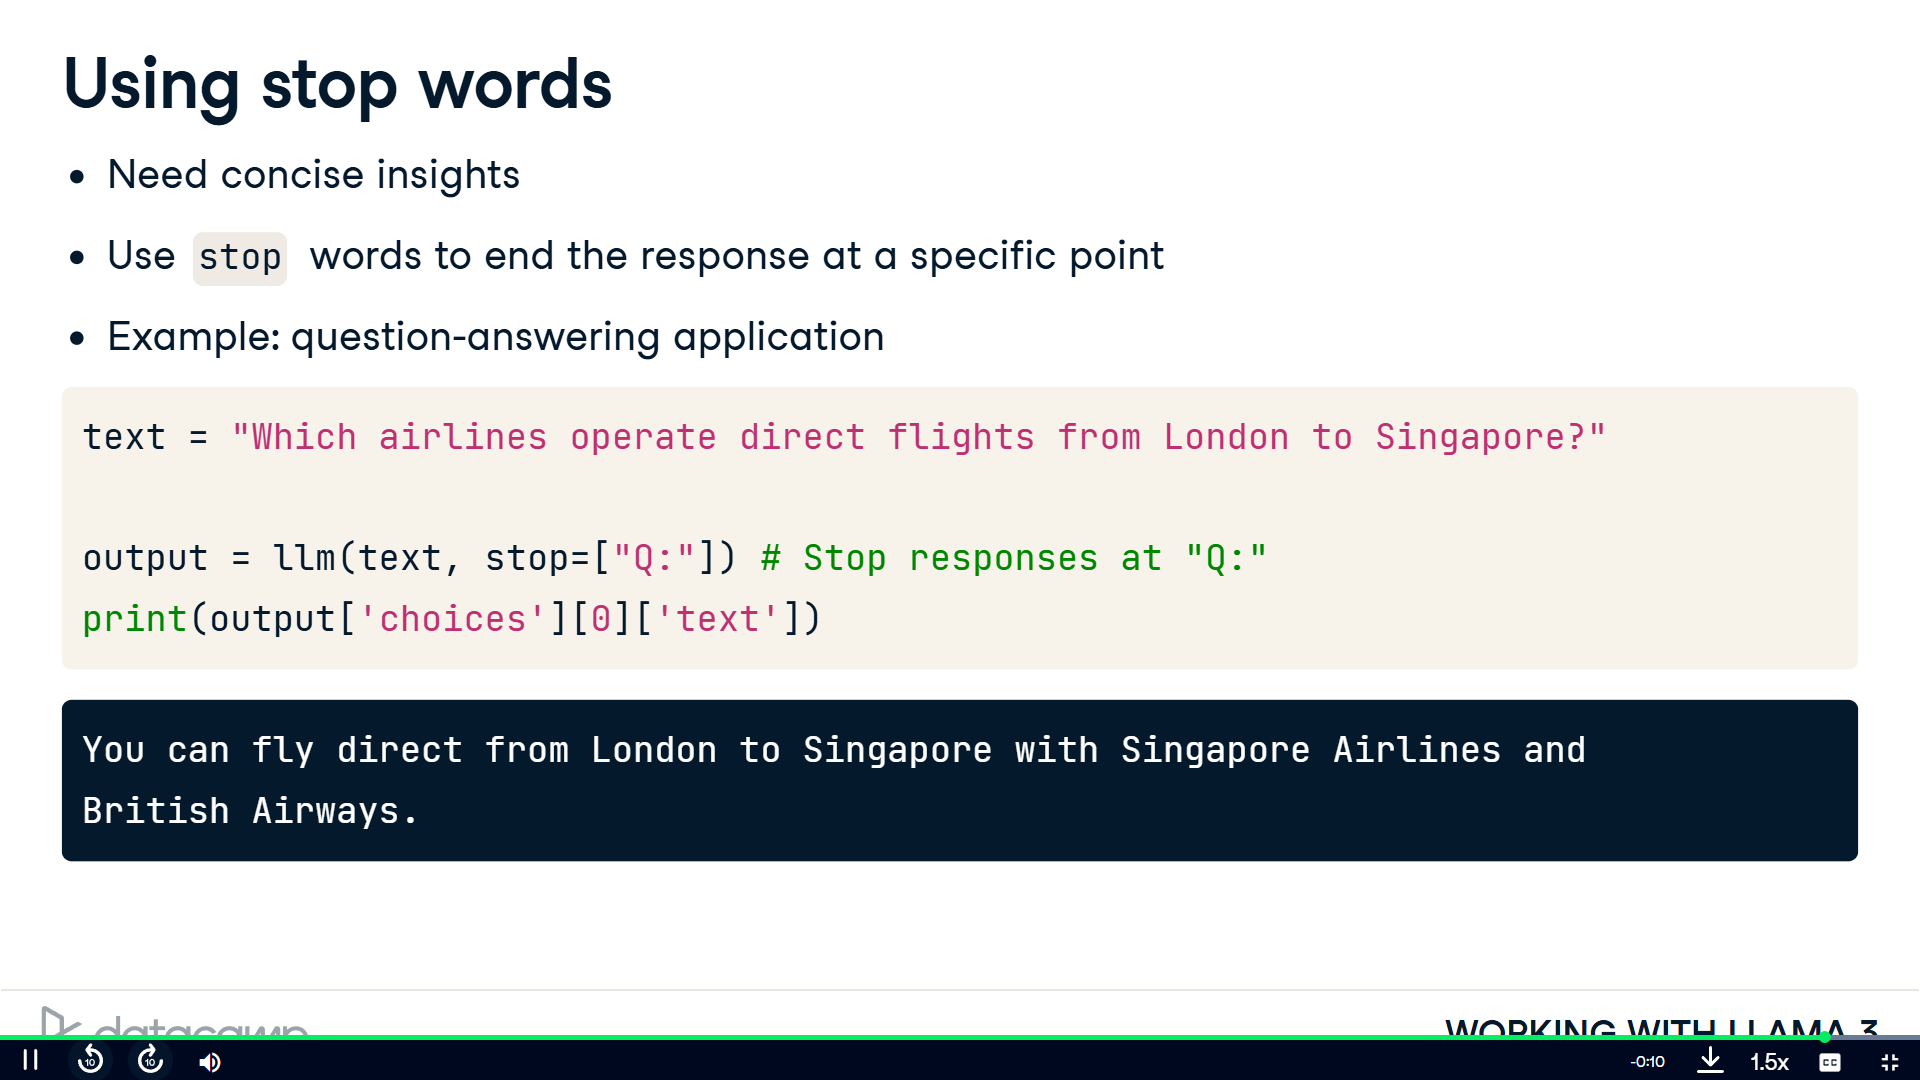 Using stop words
• Need concise insights
• Use stop words to end the response at a specific point
• Example: question-answering application
text = "Which airlines operate direct flights from London to Singapore?"
output = llm(text, stop=["Q:"]) # Stop responses at "Q:"
print(output['choices'][0]['text'])
You can fly direct from London to Singapore with Singapore Airlines and
British Airways.
datacamp
WORKING WITH LLAMA 3
10
10
-0:10
1.5x
CC